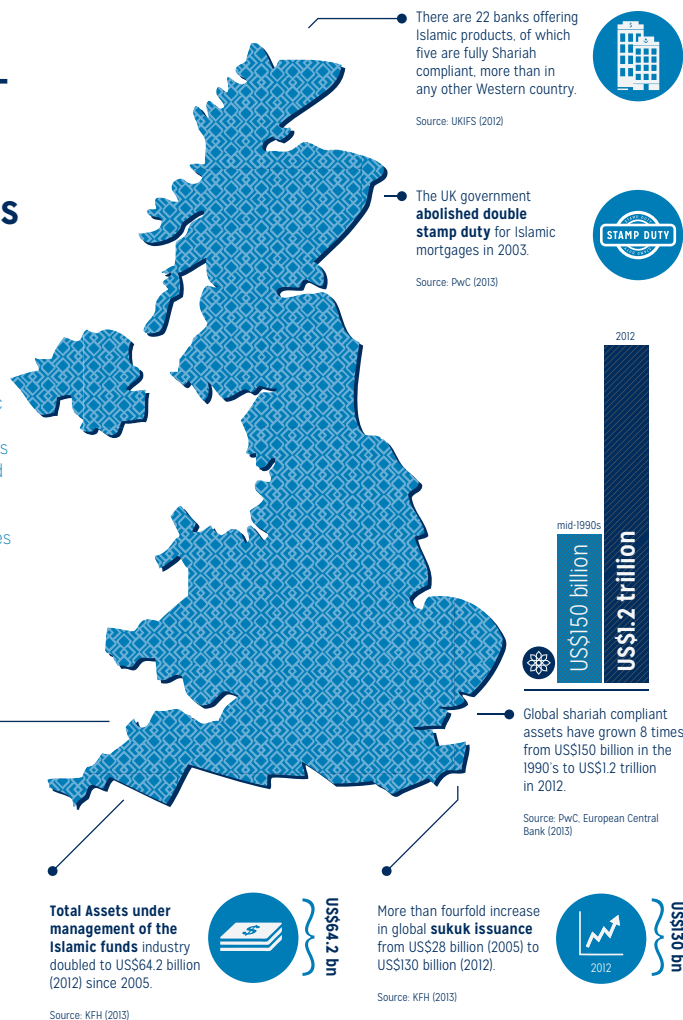 There are 22 banks offering
Islamic products, of which
five are fully Shariah
compliant, more than in
any other Western country.
Source: UKIFS (2012)
s
The UK government
abolished double
stamp duty for Islamic
mortgages in 2003.
Source: PwC (2013)
STAMP DUTY
c
s
d
es
2012
mid-1990s
US$150 billion
US$1.2 trillion
Global shariah compliant
assets have grown 8 times
from US$150 billion in the
1990's to US$1.2 trillion
in 2012.
Source: PwC, European Central
Bank (2013)
Total Assets under
management of the
Islamic funds industry
doubled to US$64.2 billion
(2012) since 2005.
Source: KFH (2013)
$
US$64.2 bn
More than fourfold increase
in global sukuk issuance
from US$28 billion (2005) to
US$130 billion (2012).
Source: KFH (2013)
2012
US$130 bn